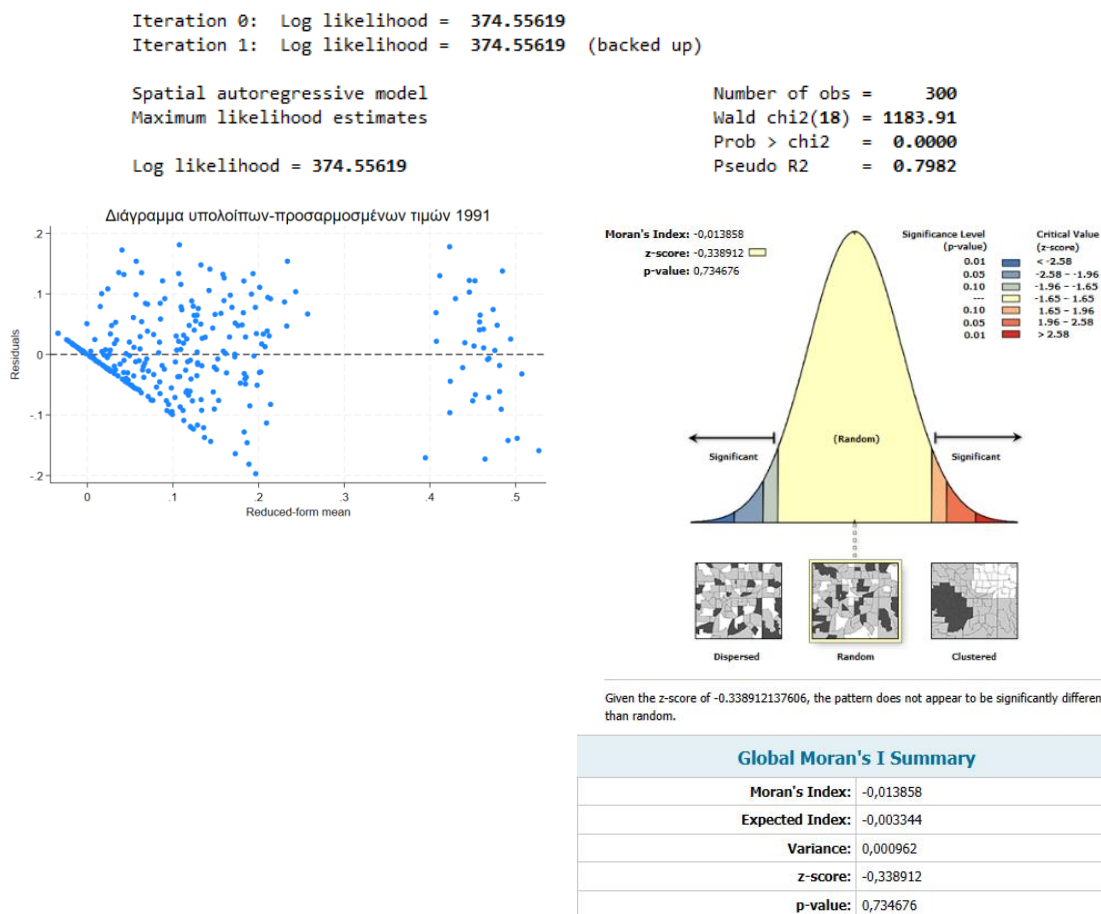 Iteration 0:  Log likelihood =  374.55619
Iteration 1:  Log likelihood =  374.55619  (backed up)
Spatial autoregressive model
Maximum likelihood estimates
Log likelihood = 374.55619
Number of obs =     300
Wald chi2(18) = 1183.91
Prob > chi2   =  0.0000
Pseudo R2     =  0.7982
Διάγραμμα υπολοίπων-προσαρμοσμένων τιμών 1991
Residuals
.2
.1
0
-.1
-.2
0 .1 .2 .3 .4 .5
Reduced-form mean
Moran's Index: -0,013858
z-score: -0,338912
p-value: 0,734676
Significance Level (p-value)
0.01
0.05
0.10
---
0.10
0.05
0.01
Critical Value (z-score)
< -2.58
-2.58 - -1.96
-1.96 - -1.65
-1.65 - 1.65
1.65 - 1.96
1.96 - 2.58
> 2.58
(Random)
Significant
Significant
Dispersed
Random
Clustered
Given the z-score of -0.338912137606, the pattern does not appear to be significantly differen
than random.
Global Moran's I Summary
Moran's Index: -0,013858
Expected Index: -0,003344
Variance: 0,000962
z-score: -0,338912
p-value: 0,734676